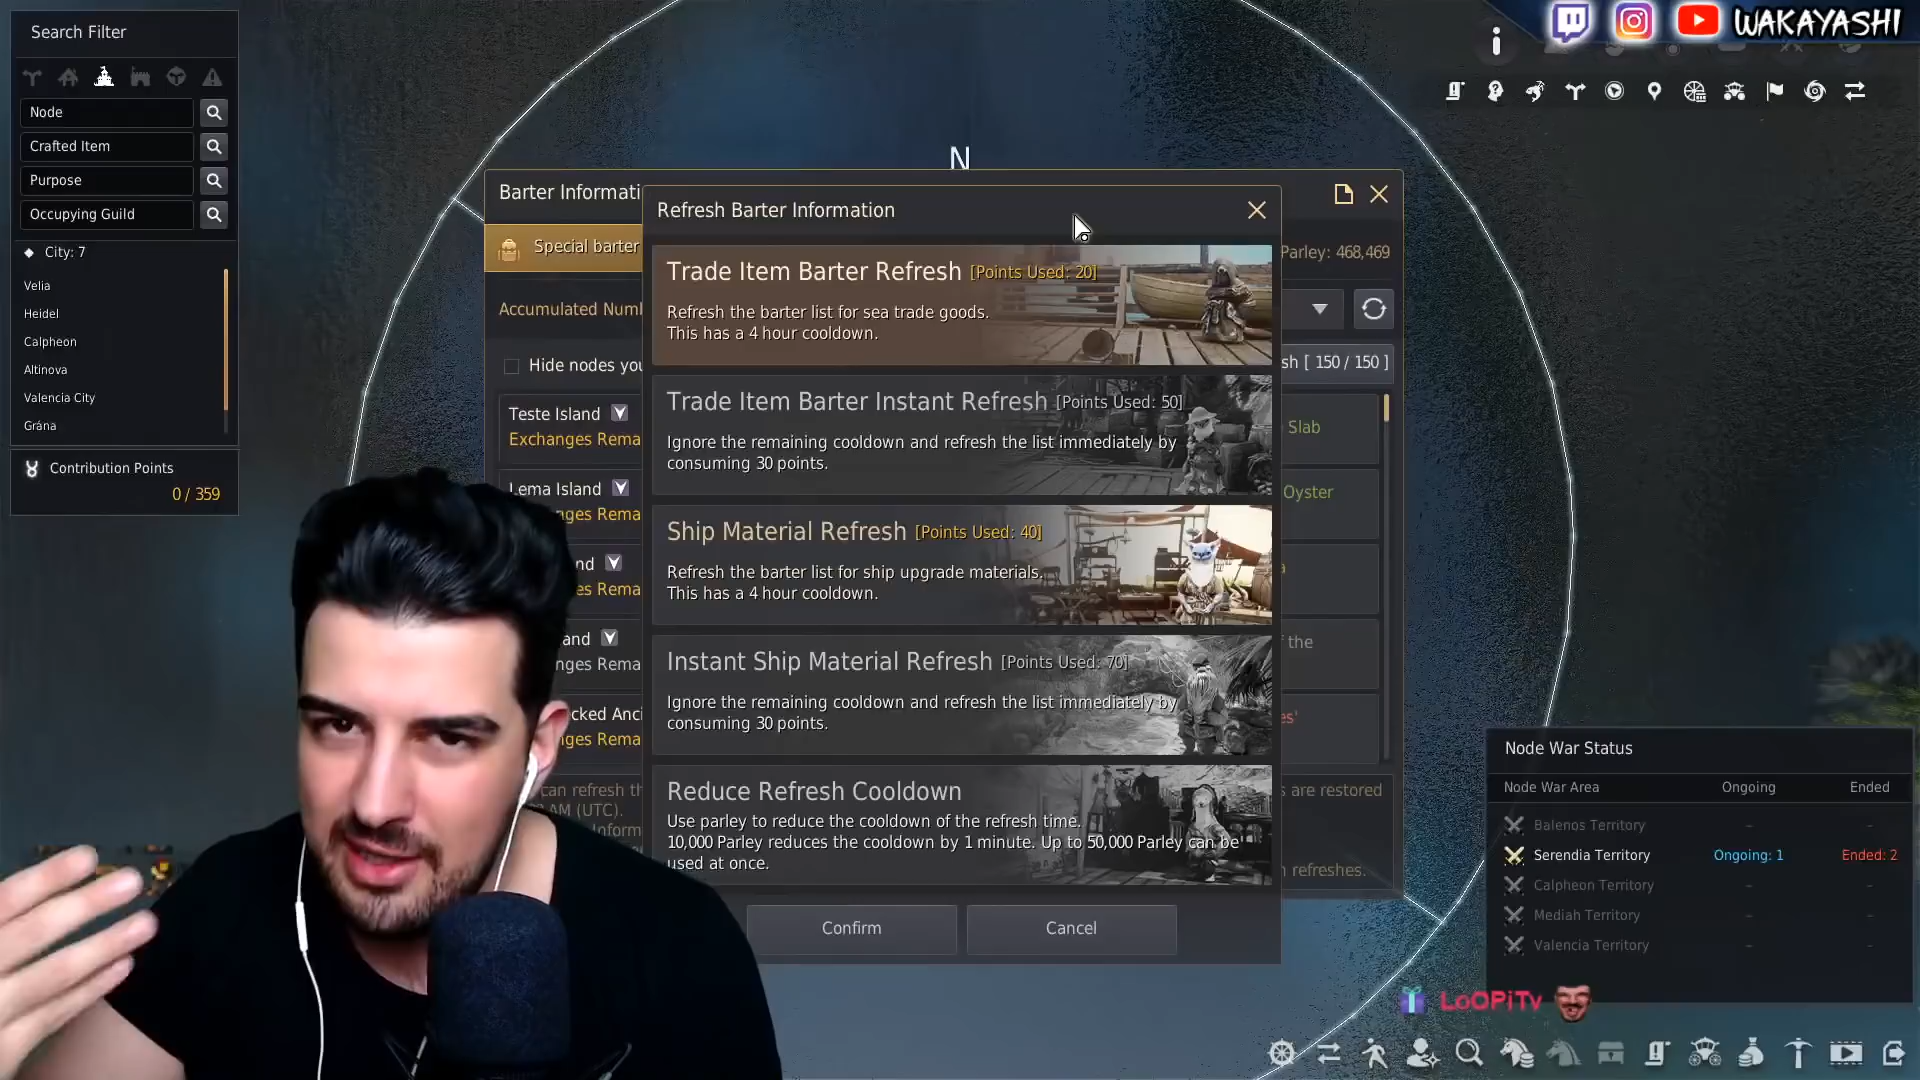 Search Filter
Node
Crafted Item
Purpose
Occupying Guild
City: 7
Velia
Heidel
Calpheon
Altinova
Valencia City
Grána
Contribution Points
0 / 359
N
WAKAYASHI
Barter Informati
Special barter
Parley: 468,469
Accumulated Num
Hide nodes you
sh [ 150 / 150 ]
Teste Island
Exchanges Rema
Slab
Lema Island
nges Rema
Oyster
nd
es Rema
a
and
nges Rema
f the
cked Anci
nges Rema
es'
can refresh th
are restored
AM (UTC).
Inform
n refreshes.
Refresh Barter Information
Trade Item Barter Refresh [Points Used: 20]
Refresh the barter list for sea trade goods.
This has a 4 hour cooldown.
Trade Item Barter Instant Refresh [Points Used: 50]
Ignore the remaining cooldown and refresh the list immediately by
consuming 30 points.
Ship Material Refresh [Points Used: 40]
Refresh the barter list for ship upgrade materials.
This has a 4 hour cooldown.
Instant Ship Material Refresh [Points Used: 70]
Ignore the remaining cooldown and refresh the list immediately by
consuming 30 points.
Reduce Refresh Cooldown
Use parley to reduce the cooldown of the refresh time.
10,000 Parley reduces the cooldown by 1 minute. Up to 50,000 Parley can be
used at once.
Confirm
Cancel
Node War Status
Node War Area Ongoing Ended
Balenos Territory - -
Serendia Territory Ongoing: 1 Ended: 2
Calpheon Territory - -
Mediah Territory - -
Valencia Territory - -
LoOPiTv